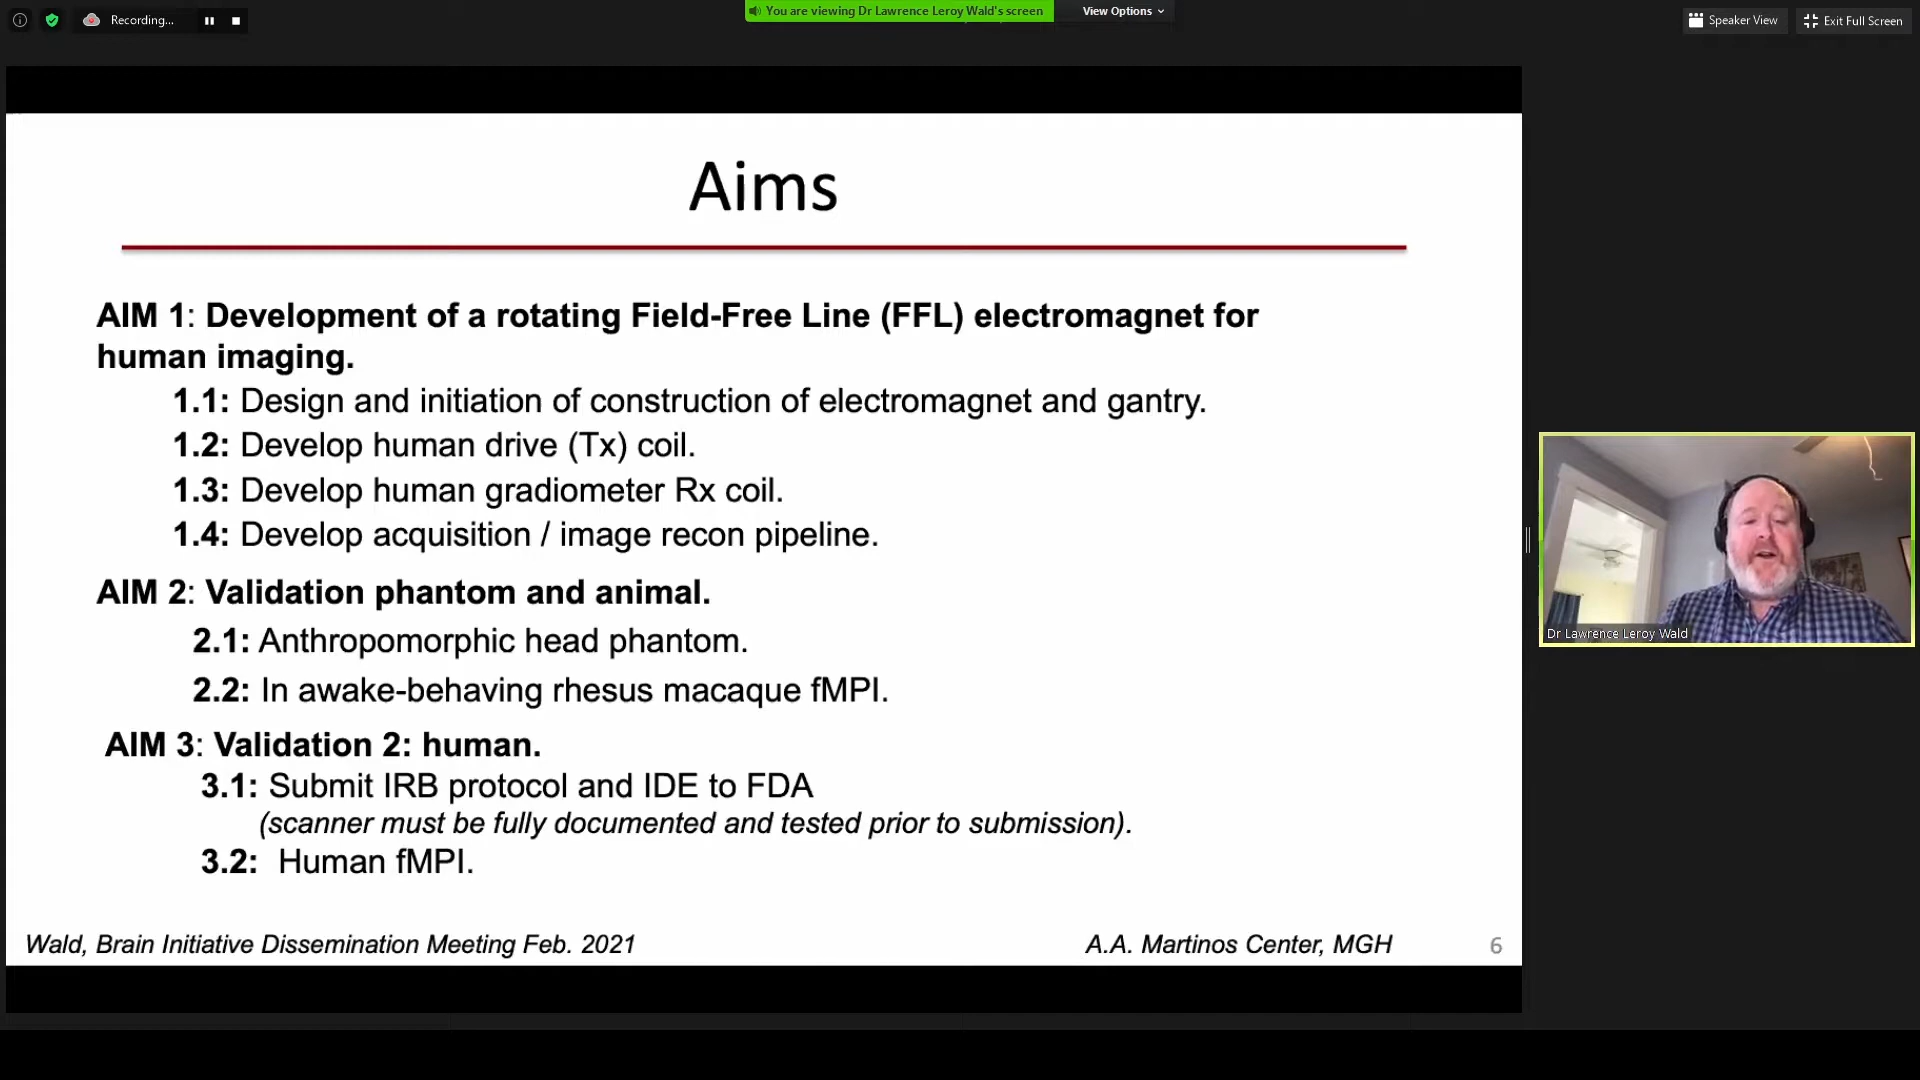 Recording...
You are viewing Dr Lawrence Leroy Wald's screen
View Options
Speaker View
Exit Full Screen
Aims
AIM 1: Development of a rotating Field-Free Line (FFL) electromagnet for
human imaging.
1.1: Design and initiation of construction of electromagnet and gantry.
1.2: Develop human drive (Tx) coil.
1.3: Develop human gradiometer Rx coil.
1.4: Develop acquisition / image recon pipeline.
AIM 2: Validation phantom and animal.
2.1: Anthropomorphic head phantom.
2.2: In awake-behaving rhesus macaque fMPI.
AIM 3: Validation 2: human.
3.1: Submit IRB protocol and IDE to FDA
(scanner must be fully documented and tested prior to submission).
3.2: Human fMPI.
Wald, Brain Initiative Dissemination Meeting Feb. 2021
A.A. Martinos Center, MGH
6
Dr Lawrence Leroy Wald